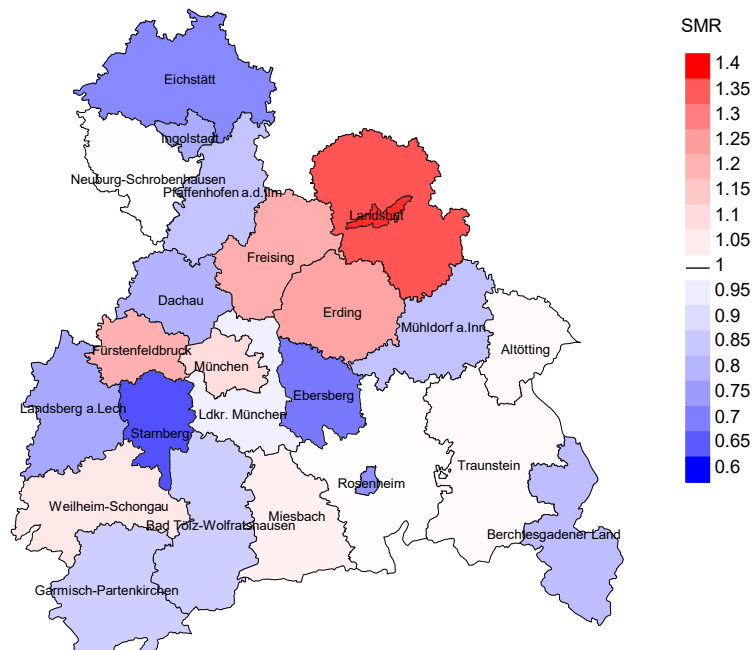 SMR
1.4
1.35
1.3
1.25
1.2
1.15
1.1
1.05
1
0.95
0.9
0.85
0.8
0.75
0.7
0.65
0.6
Eichstätt
Ingolstadt
Neuburg-Schrobenhausen
Pfaffenhofen a.d.Ilm
Landshut
Freising
Dachau
Erding
Mühldorf a.Inn
Altötting
Fürstenfeldbruck
München
Ebersberg
Landsberg a.Lech
Ldkr. München
Starnberg
Traunstein
Rosenheim
Weilheim-Schongau
Miesbach
Bad Tölz-Wolfratshausen
Berchtesgadener Land
Garmisch-Partenkirchen